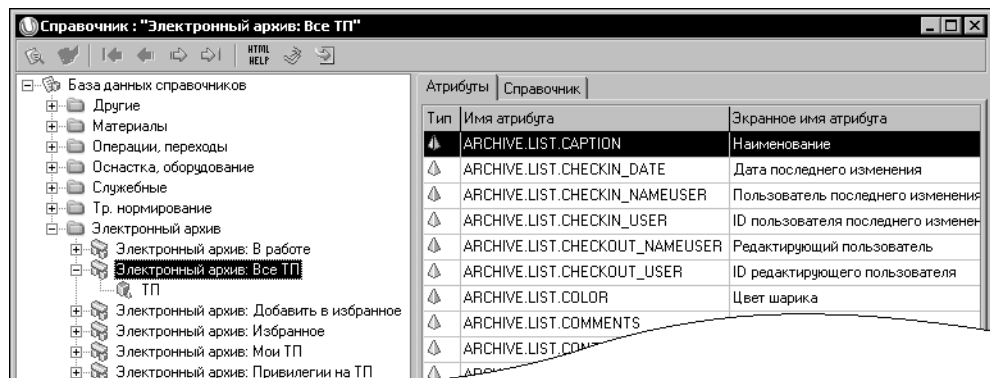 Справочник : "Электронный архив: Все ТП"
HTML
HELP
База данных справочников
Другие
Материалы
Операции, переходы
Оснастка, оборудование
Служебные
Тр. нормирование
Электронный архив
Электронный архив: В работе
Электронный архив: Все ТП
ТП
Электронный архив: Добавить в избранное
Электронный архив: Избранное
Электронный архив: Мои ТП
Электронный архив: Привилегии на ТП
Атрибуты Справочник
Тип Имя атрибута Экранное имя атрибута
ARCHIVE.LIST.CAPTION Наименование
ARCHIVE.LIST.CHECKIN_DATE Дата последнего изменения
ARCHIVE.LIST.CHECKIN_NAMEUSER Пользователь последнего изменения
ARCHIVE.LIST.CHECKIN_USER ID пользователя последнего изменен
ARCHIVE.LIST.CHECKOUT_NAMEUSER Редактирующий пользователь
ARCHIVE.LIST.CHECKOUT_USER ID редактирующего пользователя
ARCHIVE.LIST.COLOR Цвет шарика
ARCHIVE.LIST.COMMENTS